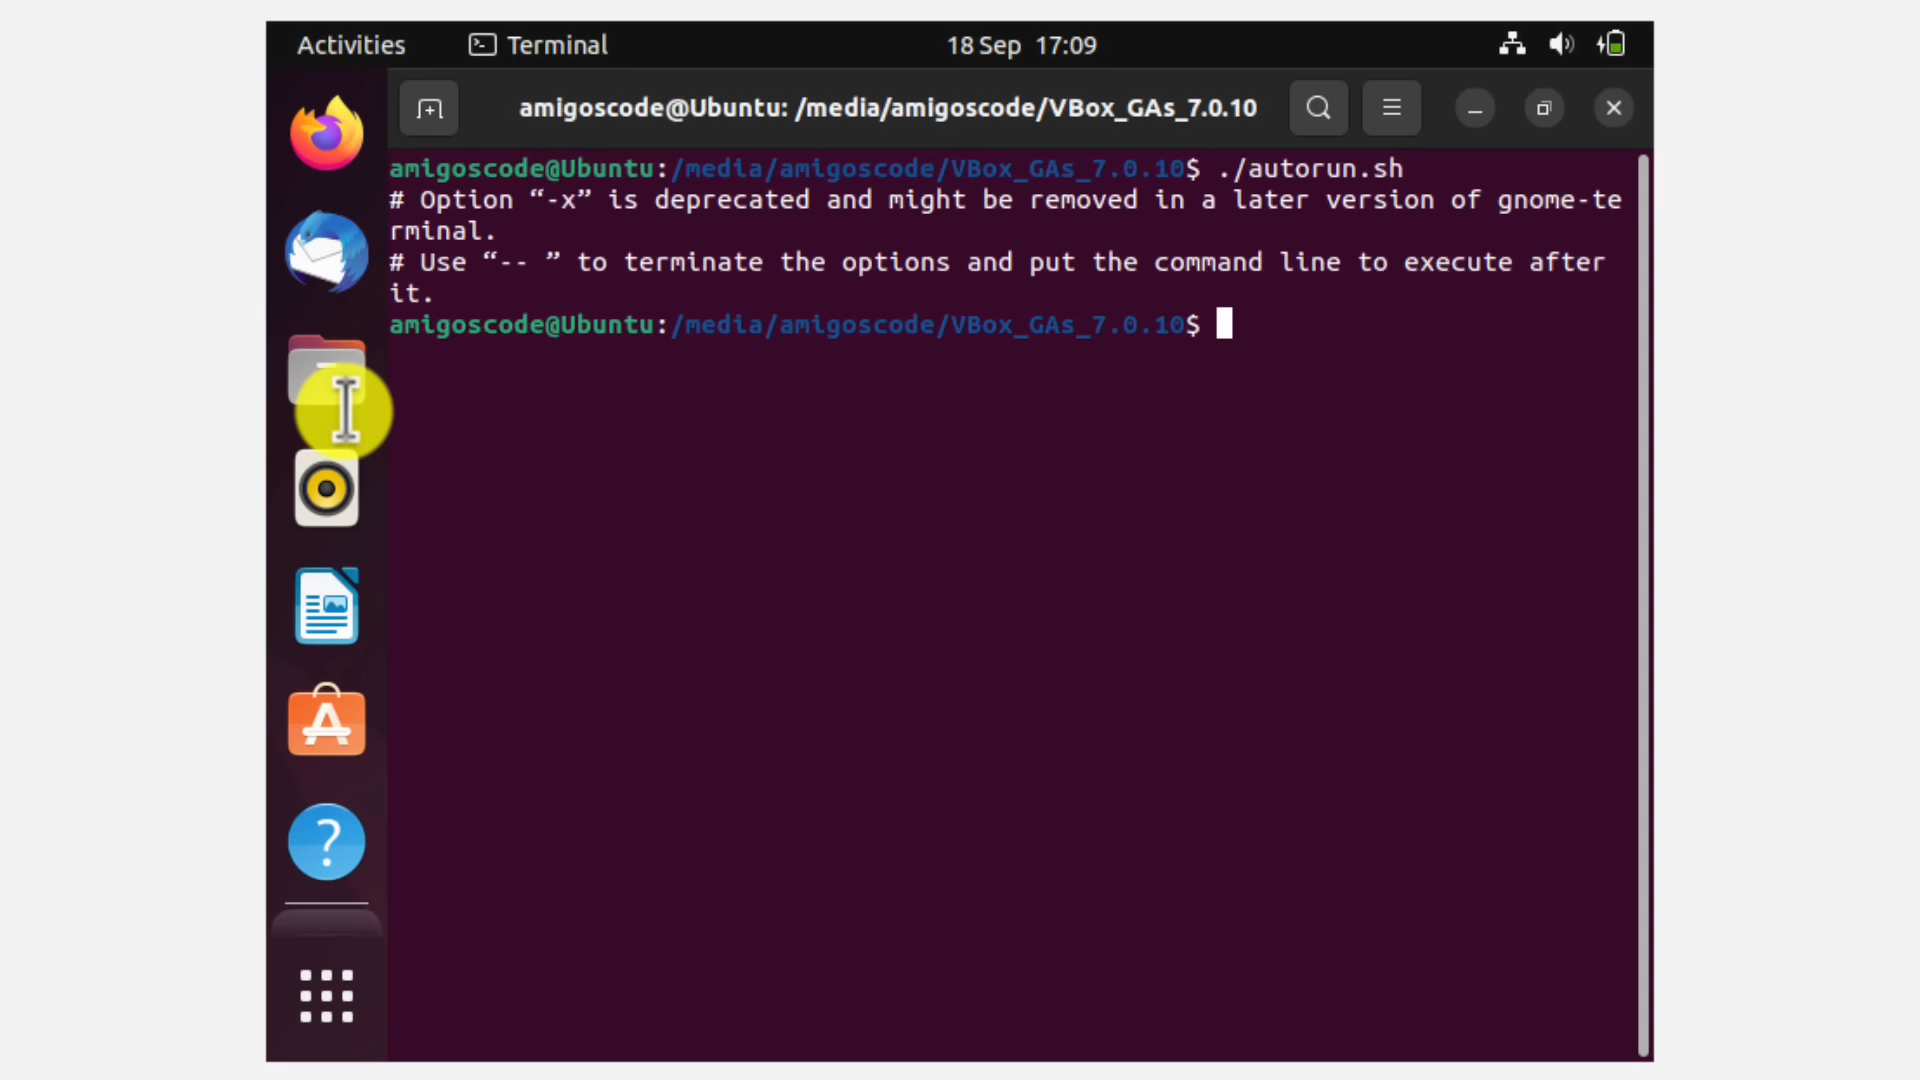 Activities Terminal 18 Sep 17:09
amigoscode@Ubuntu: /media/amigoscode/VBox_GAs_7.0.10
amigoscode@Ubuntu:/media/amigoscode/VBox_GAs_7.0.10$ ./autorun.sh
# Option “-x” is deprecated and might be removed in a later version of gnome-te
rminal.
# Use “-- ” to terminate the options and put the command line to execute after
it.
amigoscode@Ubuntu:/media/amigoscode/VBox_GAs_7.0.10$